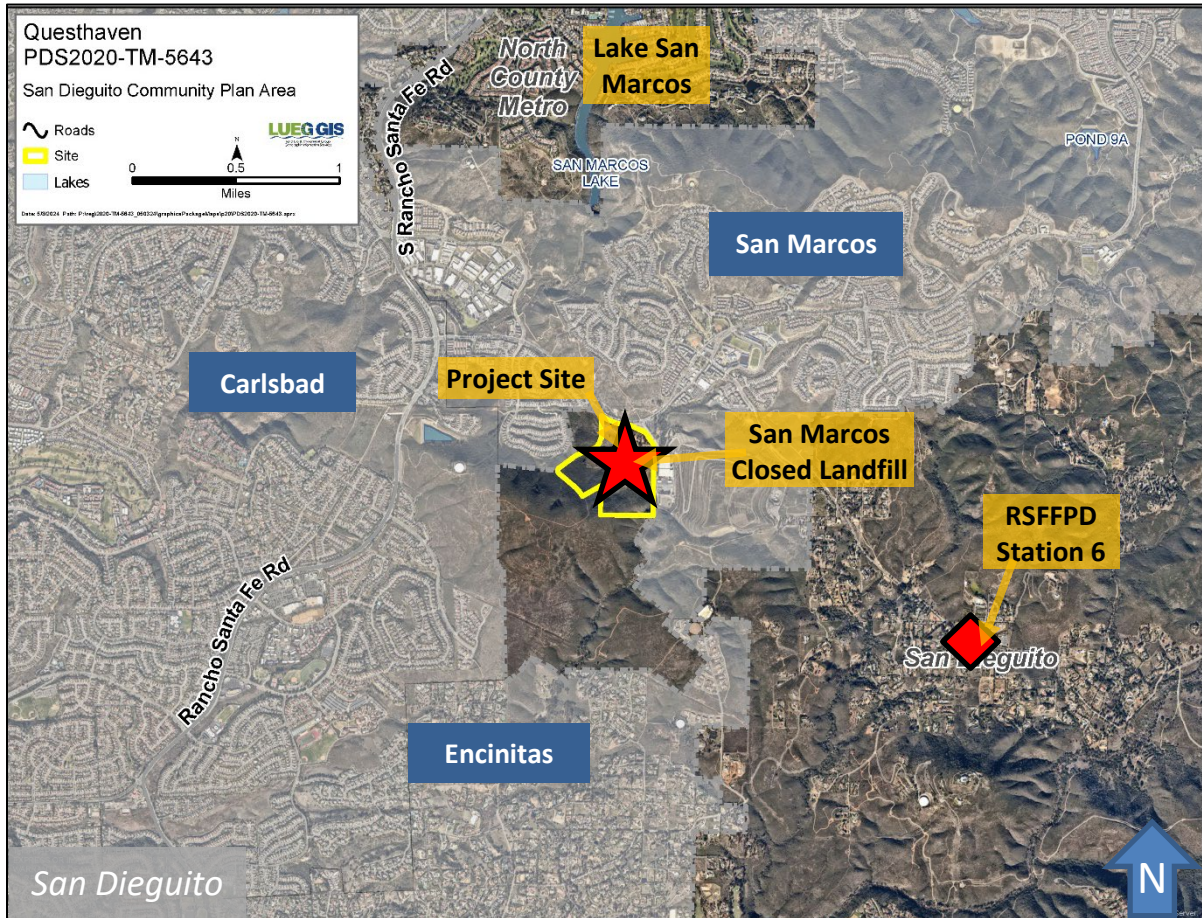 Questhaven
PDS2020-TM-5643
San Dieguito Community Plan Area
Roads
Site
Lakes
LUEG GIS
N
0
0.5
1
Miles
North
County
Metro
Lake San
Marcos
S Rancho Santa Fe Rd
SAN MARCOS
LAKE
POND 9A
San Marcos
Carlsbad
Project Site
San Marcos
Closed Landfill
RSFFPD
Station 6
San Dieguito
Rancho Santa Fe Rd
Encinitas
San Dieguito
N